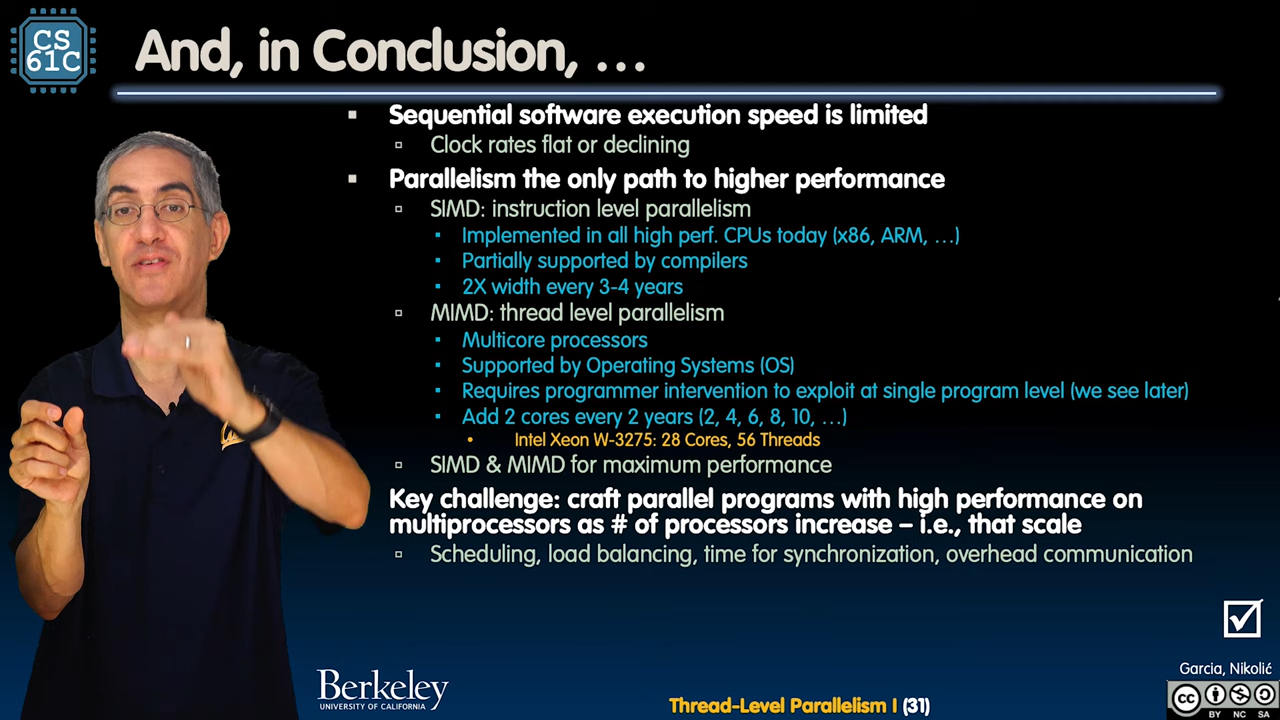 CS
61C
And, in Conclusion, …
Sequential software execution speed is limited
Clock rates flat or declining
Parallelism the only path to higher performance
SIMD: instruction level parallelism
Implemented in all high perf. CPUs today (x86, ARM, …)
Partially supported by compilers
2X width every 3-4 years
MIMD: thread level parallelism
Multicore processors
Supported by Operating Systems (OS)
Requires programmer intervention to exploit at single program level (we see later)
Add 2 cores every 2 years (2, 4, 6, 8, 10, …)
Intel Xeon W-3275: 28 Cores, 56 Threads
SIMD & MIMD for maximum performance
Key challenge: craft parallel programs with high performance on
multiprocessors as # of processors increase – i.e., that scale
Scheduling, load balancing, time for synchronization, overhead communication
Berkeley
UNIVERSITY OF CALIFORNIA
Thread-Level Parallelism I (31)
Garcia, Nikolić
cc
BY NC SA